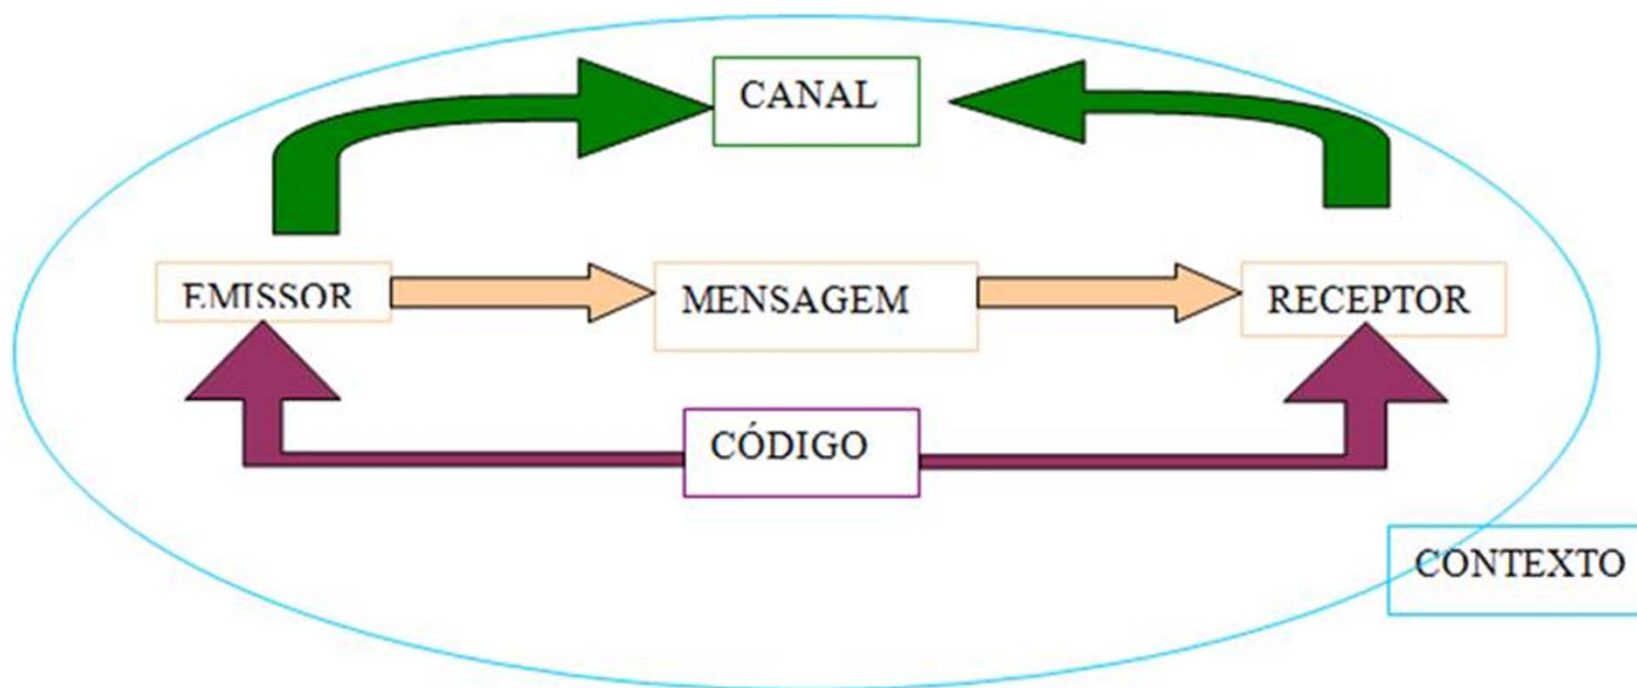 CANAL
EMISSOR
MENSAGEM
RECEPTOR
CÓDIGO
CONTEXTO